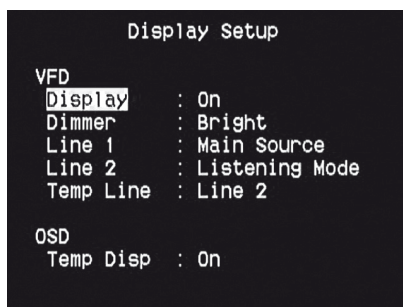 Display Setup
VFD
Display : On
Dimmer : Bright
Line 1 : Main Source
Line 2 : Listening Mode
Temp Line : Line 2
OSD
Temp Disp : On